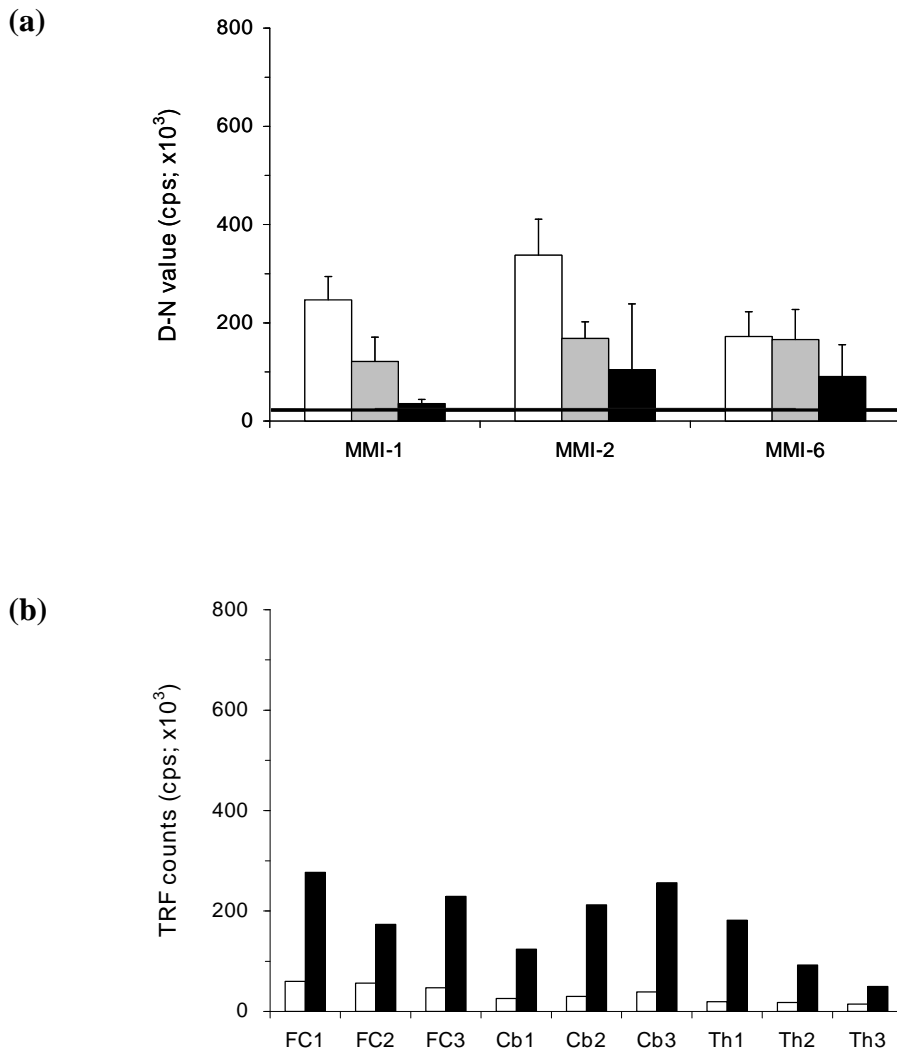 (a)
800
600
400
200
0
D-N value (cps; x10³)
MMI-1 MMI-2 MMI-6
(b)
800
600
400
200
0
TRF counts (cps; x10³)
FC1 FC2 FC3 Cb1 Cb2 Cb3 Th1 Th2 Th3